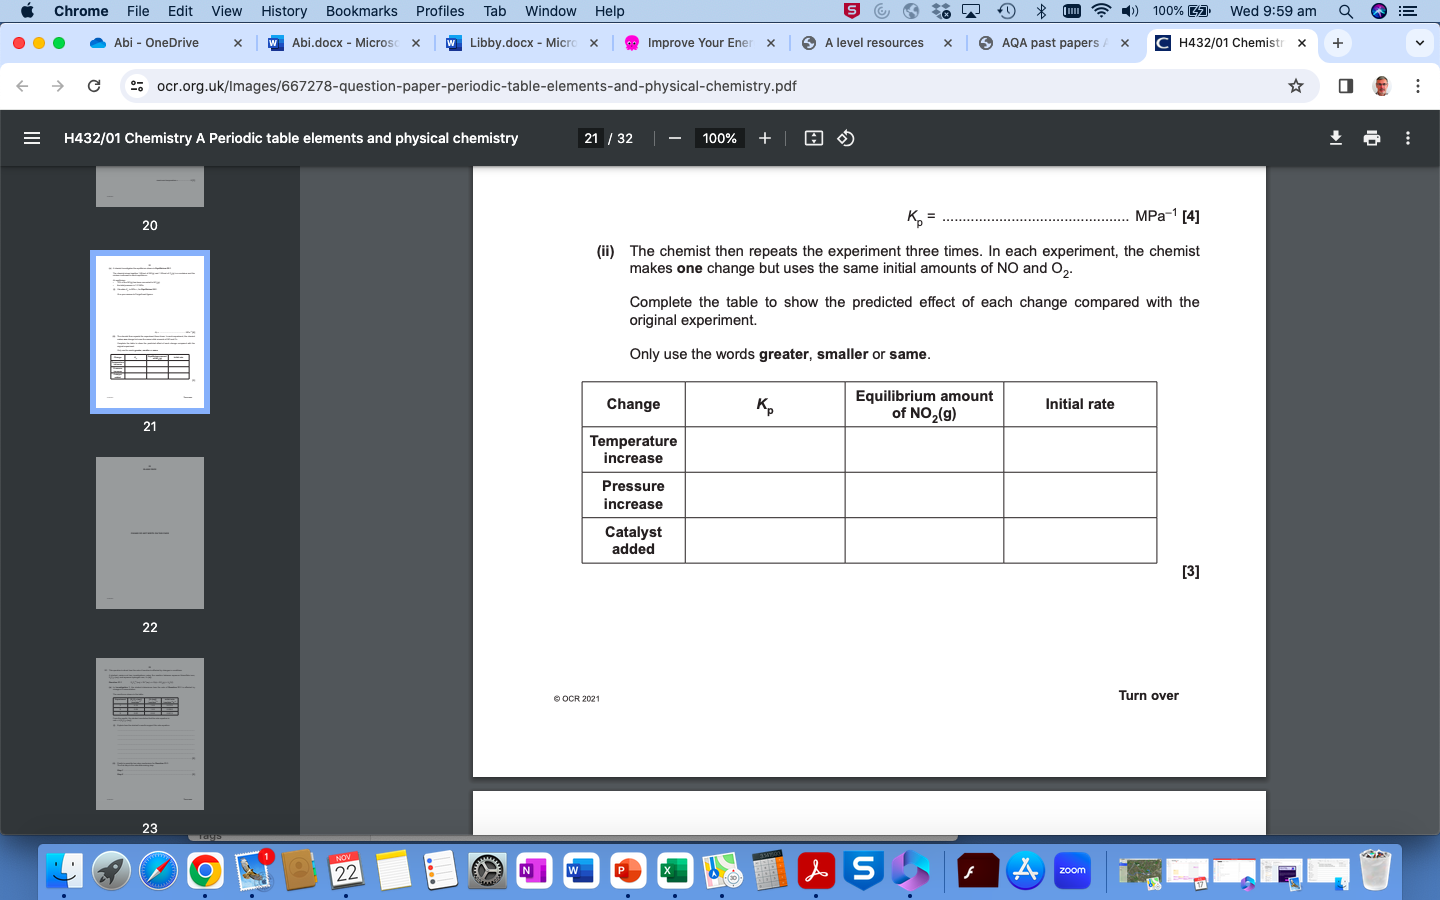 Chrome File Edit View History Bookmarks Profiles Tab Window Help 100% Wed 9:59 am
Abi - OneDrive Abi.docx - Microsc Libby.docx - Micro Improve Your Ener A level resources AQA past papers A H432/01 Chemistr
ocr.org.uk/Images/667278-question-paper-periodic-table-elements-and-physical-chemistry.pdf
H432/01 Chemistry A Periodic table elements and physical chemistry 21 / 32 100%
20
21
22
23
Kp = ............................................. MPa⁻¹ [4]
(ii) The chemist then repeats the experiment three times. In each experiment, the chemist
makes one change but uses the same initial amounts of NO and O₂.
Complete the table to show the predicted effect of each change compared with the
original experiment.
Only use the words greater, smaller or same.
Change Kp Equilibrium amount
of NO₂(g) Initial rate
Temperature
increase
Pressure
increase
Catalyst
added
[3]
© OCR 2021 Turn over
Tags
1
NOV
22
zoom
17